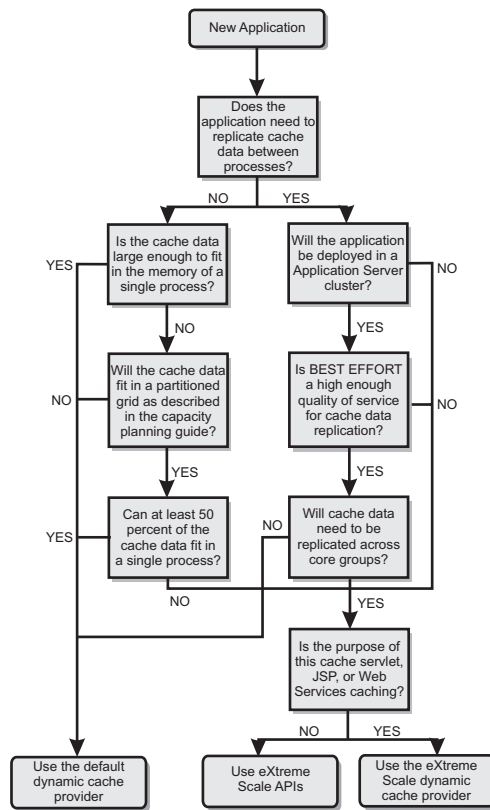 New Application
Does the
application need to
replicate cache
data between
processes?
NO
YES
Is the cache data
large enough to fit
in the memory of a
single process?
Will the application
be deployed in a
Application Server
cluster?
YES
NO
NO
YES
Will the cache data
fit in a partitioned
grid as described
in the capacity
planning guide?
Is BEST EFFORT
a high enough
quality of service
for cache data
replication?
NO
NO
YES
YES
Can at least 50
percent of the
cache data fit in
a single process?
Will cache data
need to be
replicated across
core groups?
YES
NO
NO
YES
Is the purpose of
this cache servlet,
JSP, or Web
Services caching?
NO
YES
Use the default
dynamic cache
provider
Use eXtreme
Scale APIs
Use the eXtreme
Scale dynamic
cache provider